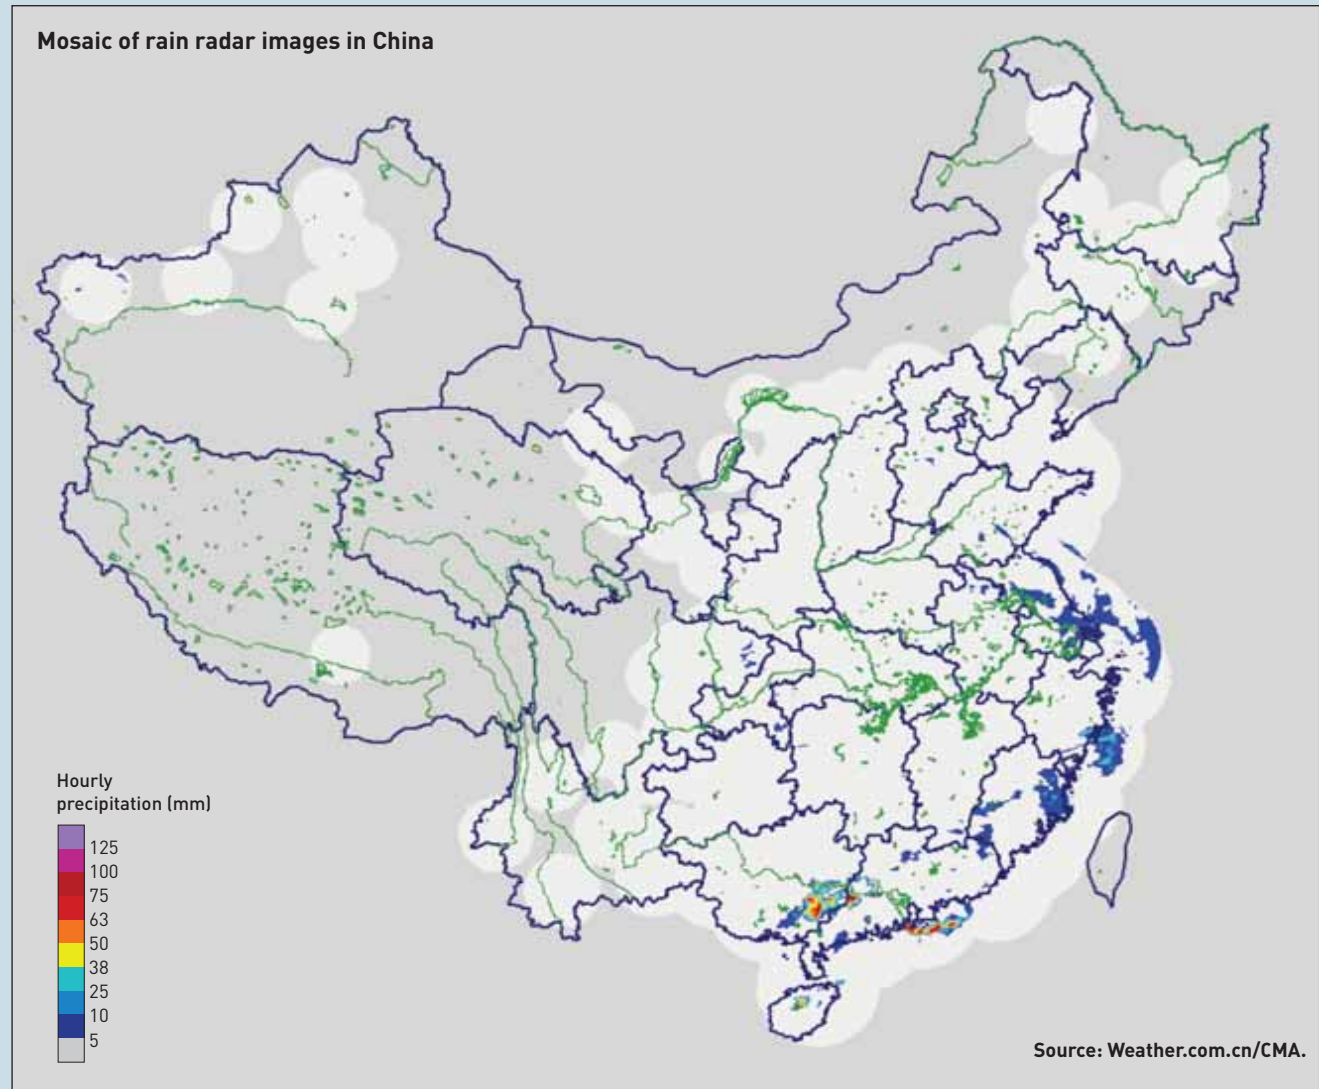 Mosaic of rain radar images in China
Hourly
precipitation (mm)
125
100
75
63
50
38
25
10
5
Source: Weather.com.cn/CMA.